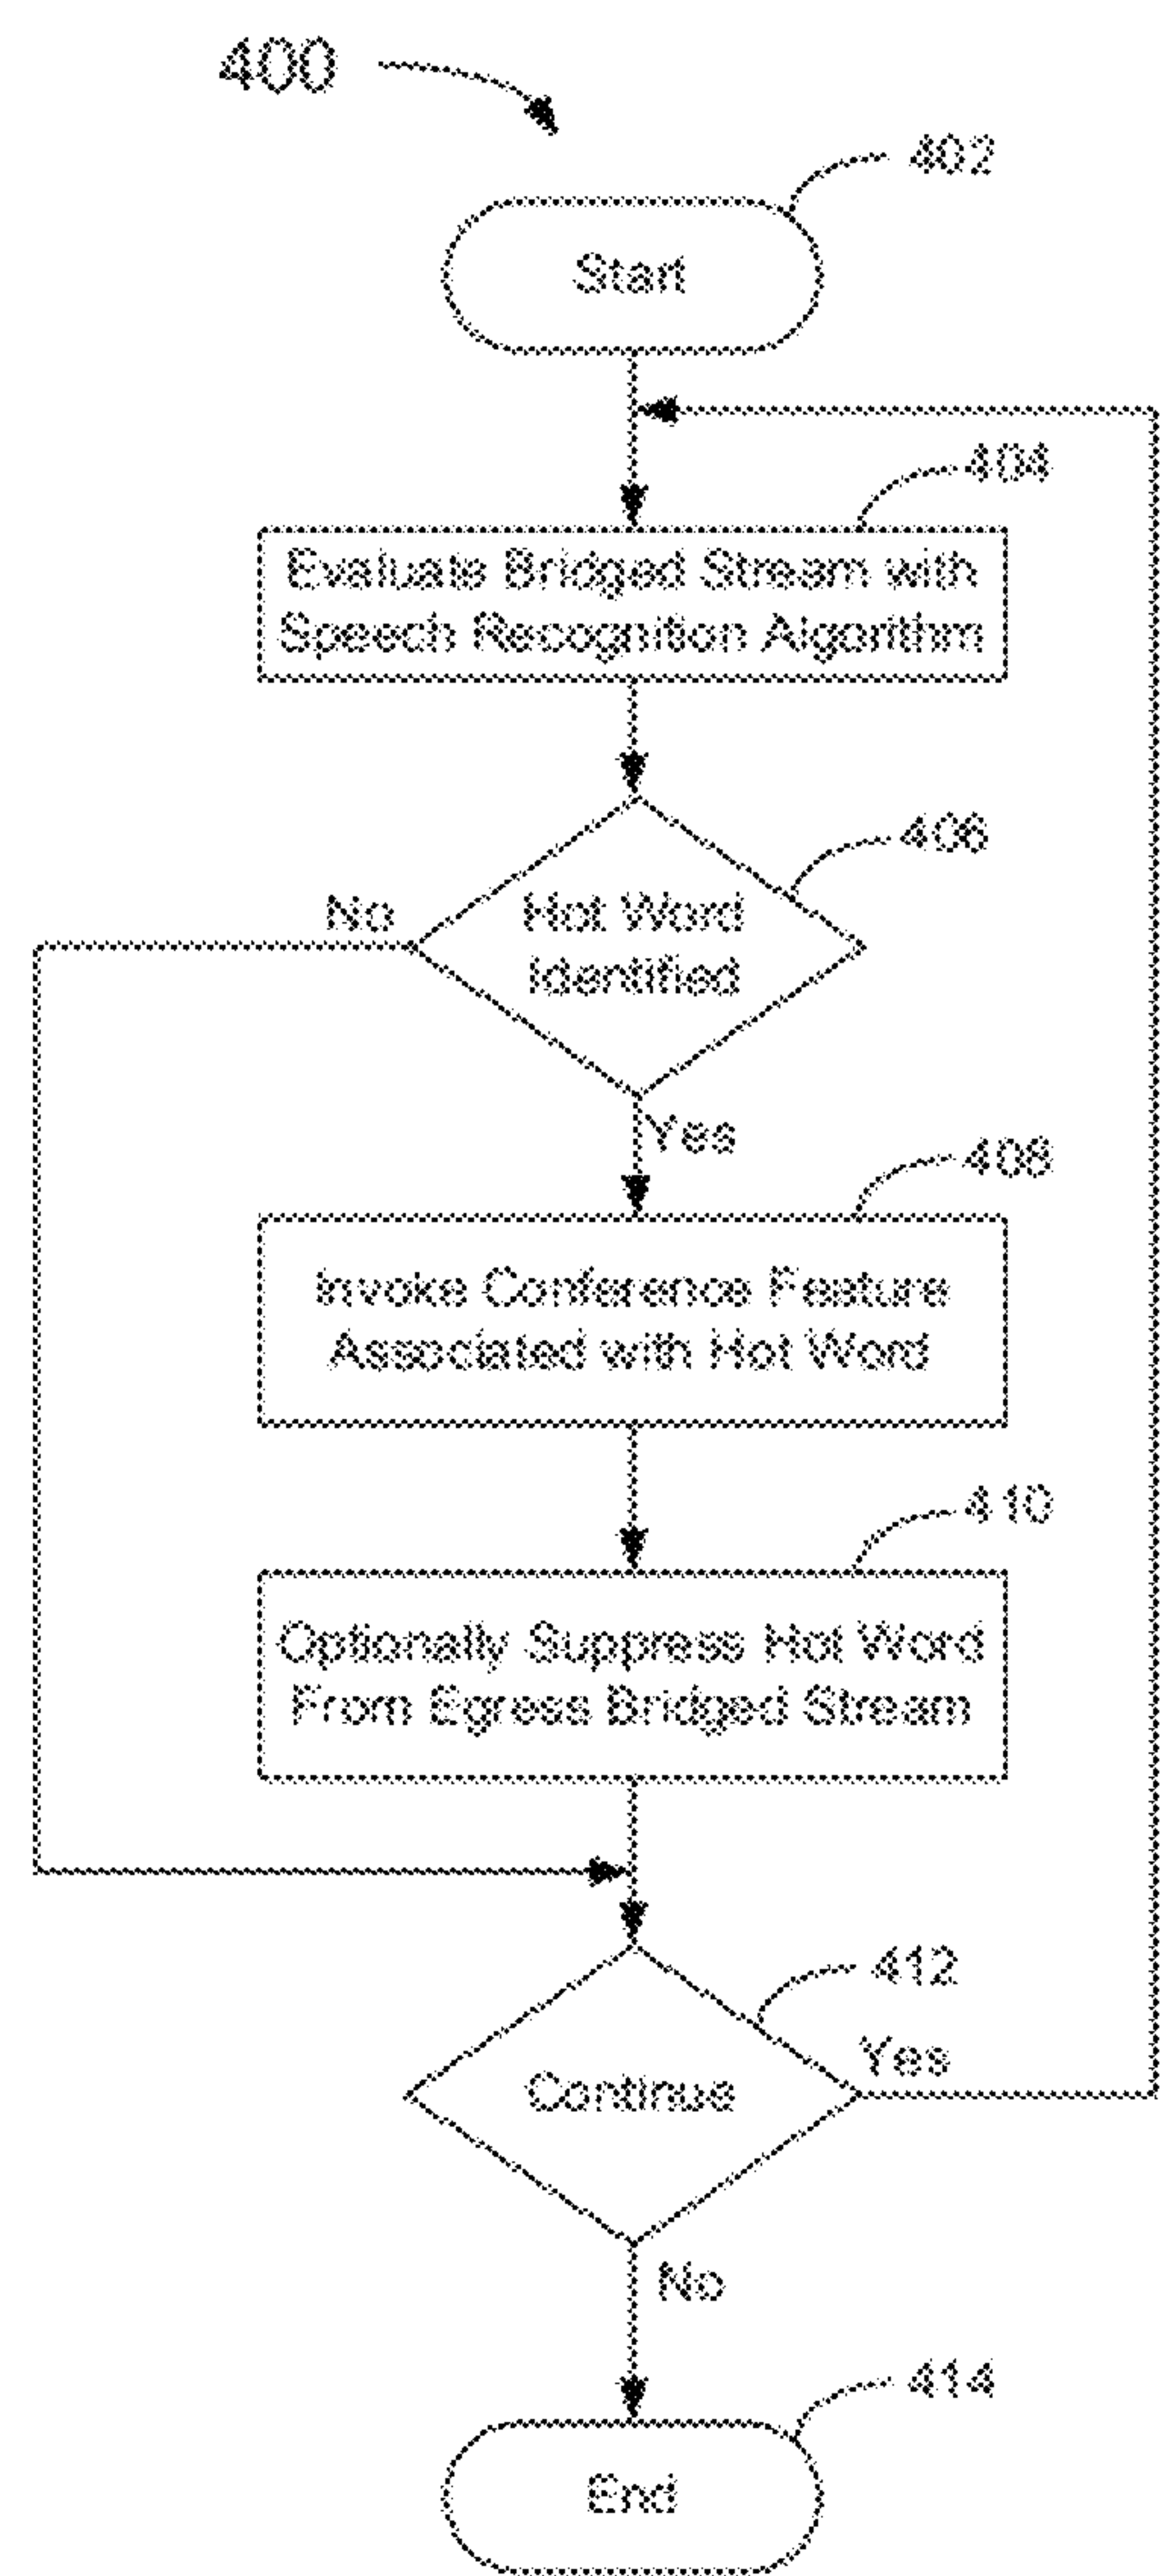 400
402
Start
404
Evaluate Bridged Stream with
Speech Recognition Algorithm
406
No
Hot Word
Identified
Yes
408
Invoke Conference Feature
Associated with Hot Word
410
Optionally Suppress Hot Word
From Egress Bridged Stream
412
Yes
Continue
No
414
End